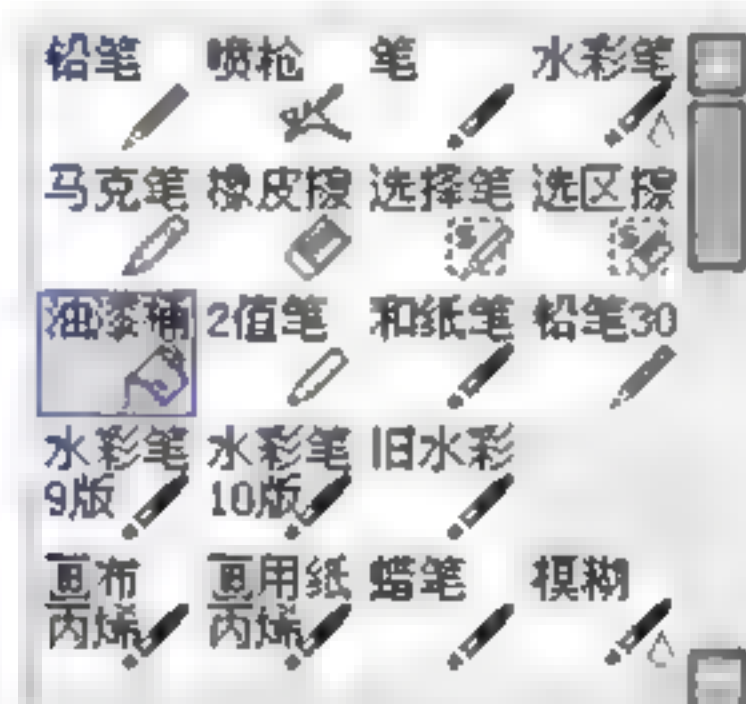 铅笔 喷枪 笔 水彩笔
马克笔 橡皮擦 选择笔 选区擦
油漆桶 2值笔 和纸笔 铅笔30
水彩笔 水彩笔 旧水彩
9版 10版
画布 画用纸 蜡笔 模糊
丙烯 丙烯